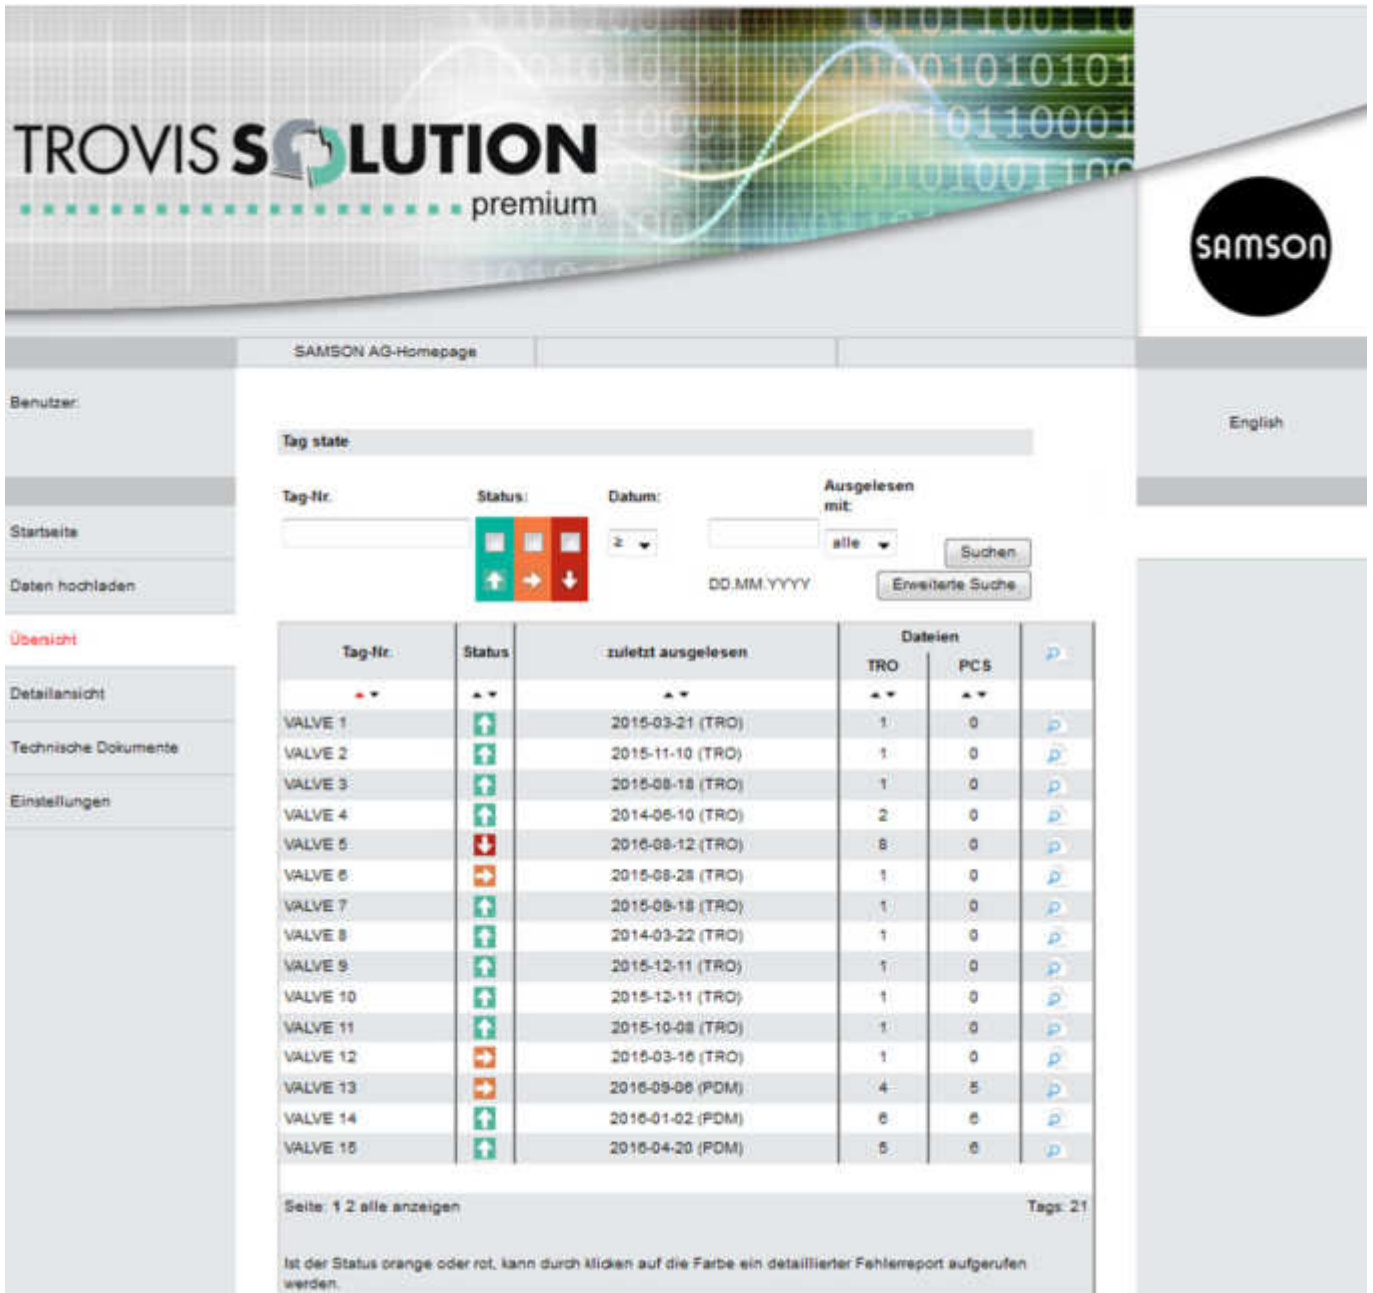 TROVIS SOLUTION
premium
SAMSON
SAMSON AG-Homepage
Benutzer:
English
Tag state
Tag-Nr. Status: Datum: Ausgelesen mit:
≥ alle Suchen
DD.MM.YYYY Erweiterte Suche
Startseite
Daten hochladen
Übersicht
Detailansicht
Technische Dokumente
Einstellungen
Tag-Nr. Status zuletzt ausgelesen Dateien
TRO PCS
VALVE 1 2015-03-21 (TRO) 1 0
VALVE 2 2015-11-10 (TRO) 1 0
VALVE 3 2015-08-18 (TRO) 1 0
VALVE 4 2014-06-10 (TRO) 2 0
VALVE 5 2016-08-12 (TRO) 8 0
VALVE 6 2015-08-28 (TRO) 1 0
VALVE 7 2015-09-18 (TRO) 1 0
VALVE 8 2014-03-22 (TRO) 1 0
VALVE 9 2015-12-11 (TRO) 1 0
VALVE 10 2015-12-11 (TRO) 1 0
VALVE 11 2015-10-08 (TRO) 1 0
VALVE 12 2015-03-16 (TRO) 1 0
VALVE 13 2016-09-06 (PDM) 4 5
VALVE 14 2016-01-02 (PDM) 6 6
VALVE 15 2016-04-20 (PDM) 5 6
Seite: 1 2 alle anzeigen Tags: 21
Ist der Status orange oder rot, kann durch klicken auf die Farbe ein detaillierter Fehlerreport aufgerufen
werden.